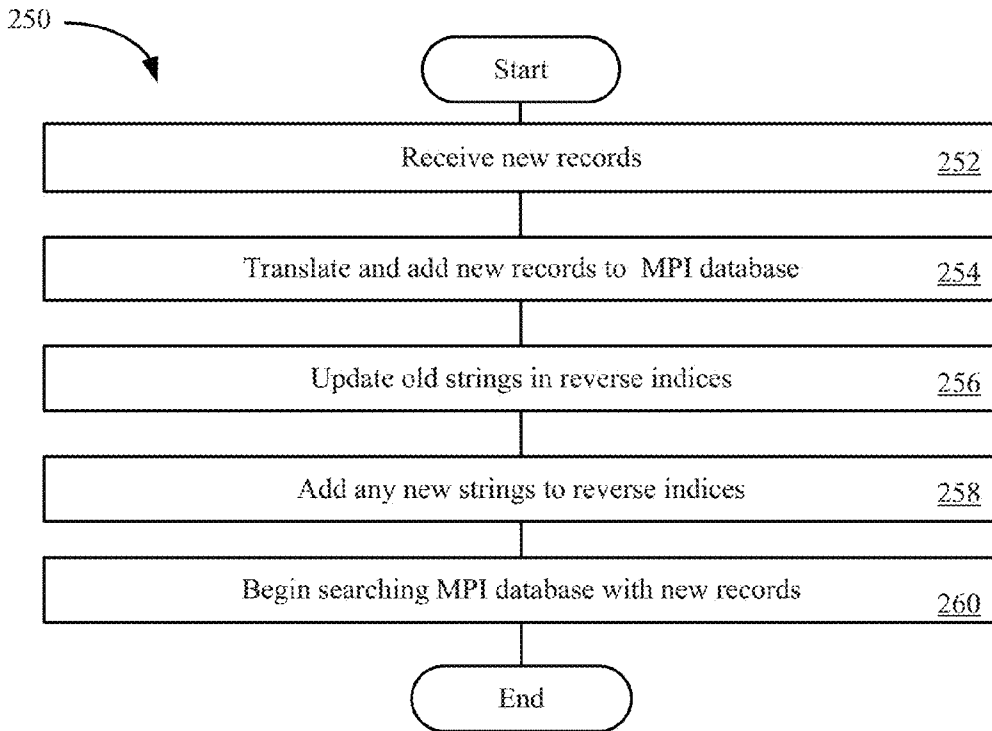 250
Start
Receive new records
252
Translate and add new records to MPI database
254
Update old strings in reverse indices
256
Add any new strings to reverse indices
258
Begin searching MPI database with new records
260
End